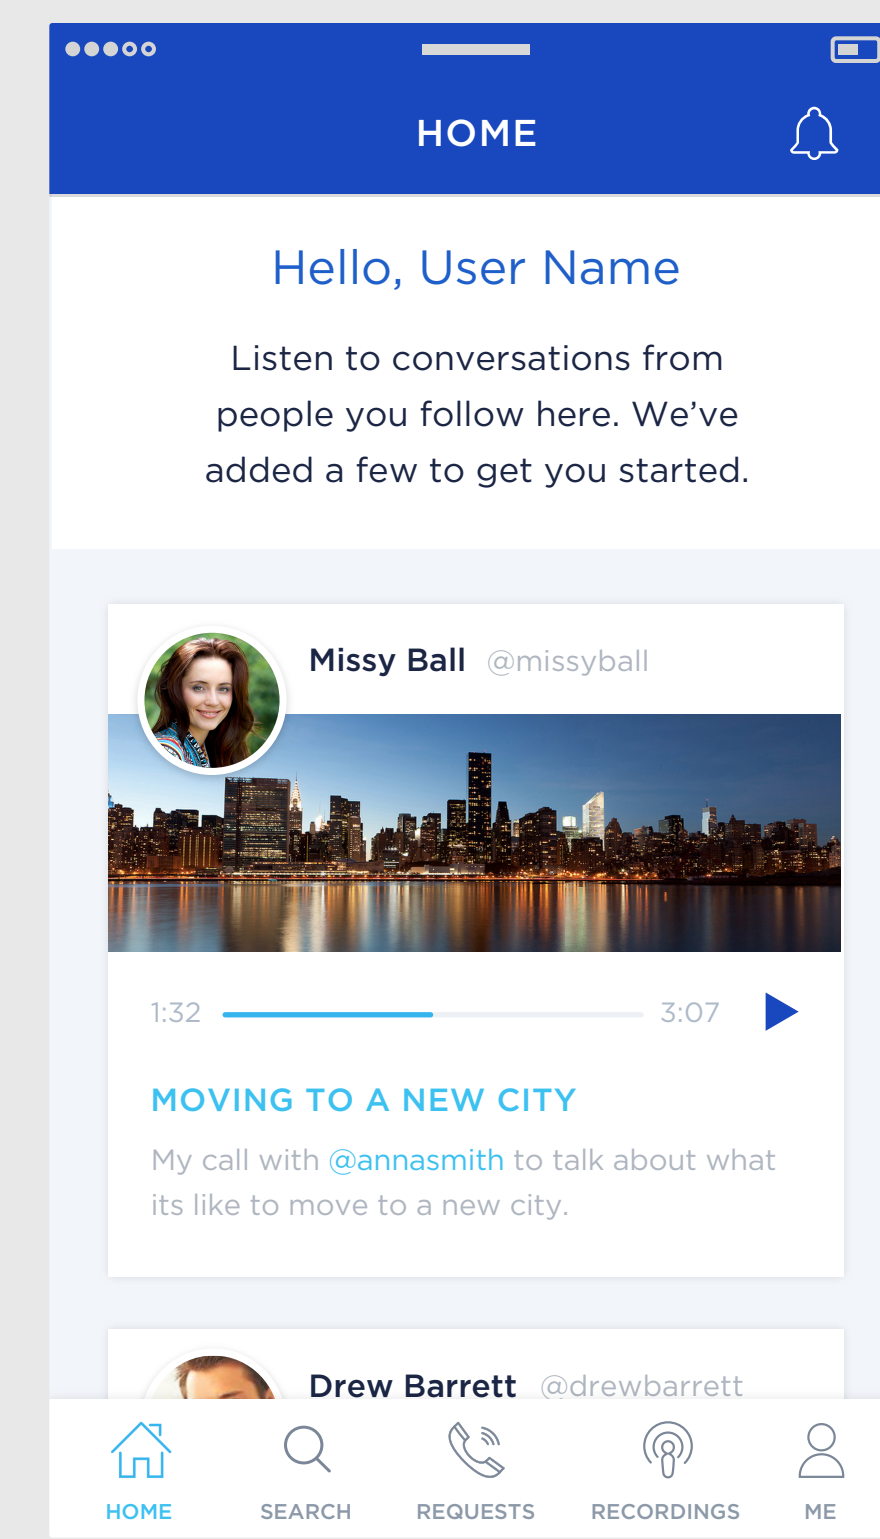 HOME
Hello, User Name
Listen to conversations from
people you follow here. We’ve
added a few to get you started.
Missy Ball @missyball
1:32 3:07
MOVING TO A NEW CITY
My call with @annasmith to talk about what
its like to move to a new city.
Drew Barrett @drewbarrett
HOME SEARCH REQUESTS RECORDINGS ME